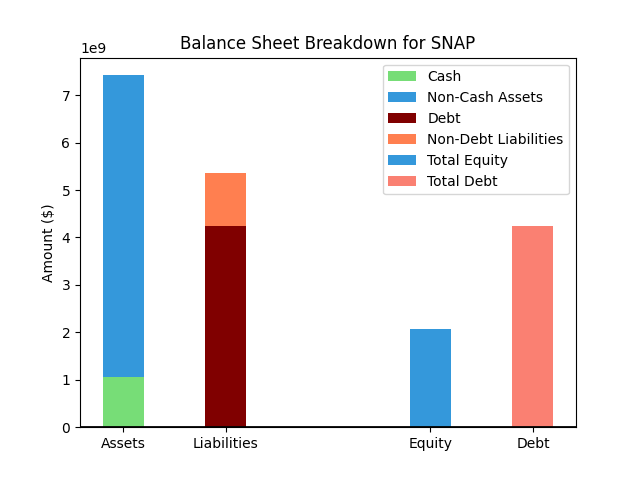 Balance Sheet Breakdown for SNAP
1e9
Cash
Non-Cash Assets
Debt
Non-Debt Liabilities
Total Equity
Total Debt
7
6
5
4
3
2
1
0
Amount ($)
Assets Liabilities Equity Debt